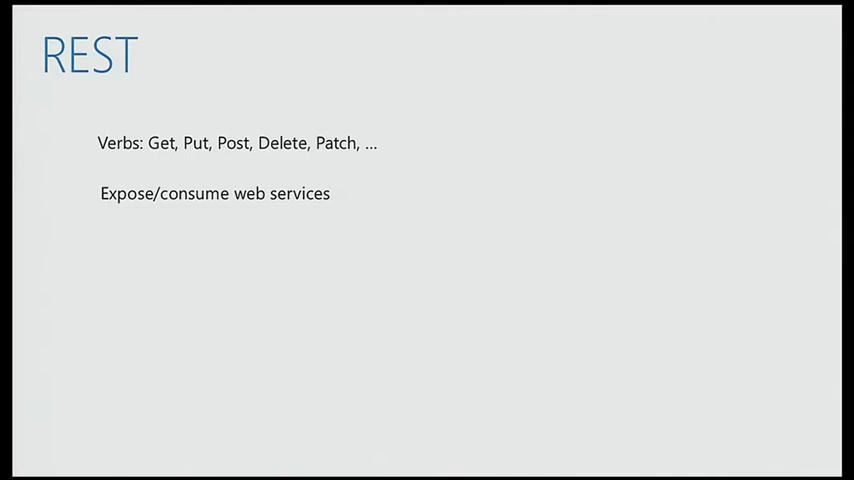 REST
Verbs: Get, Put, Post, Delete, Patch, ...
Expose/consume web services